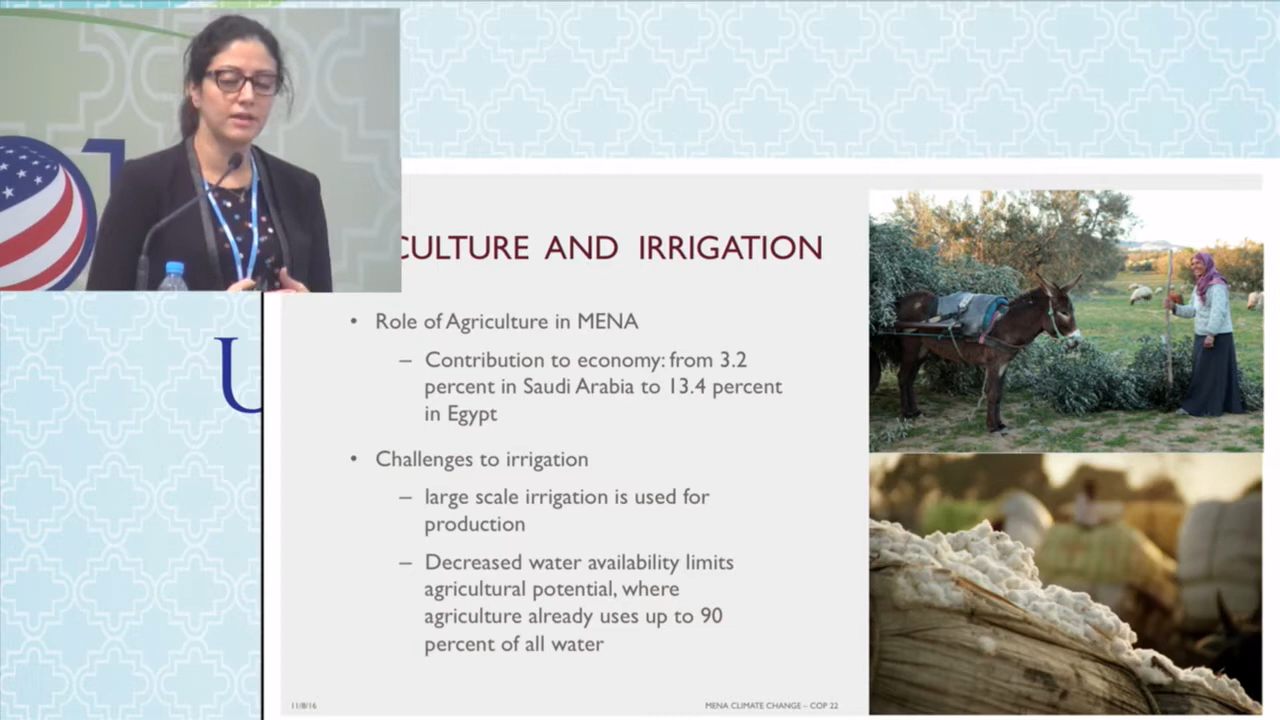 CULTURE AND IRRIGATION
• Role of Agriculture in MENA
– Contribution to economy: from 3.2
percent in Saudi Arabia to 13.4 percent
in Egypt
• Challenges to irrigation
– large scale irrigation is used for
production
– Decreased water availability limits
agricultural potential, where
agriculture already uses up to 90
percent of all water
U
11/8/16
MENA CLIMATE CHANGE – COP 22